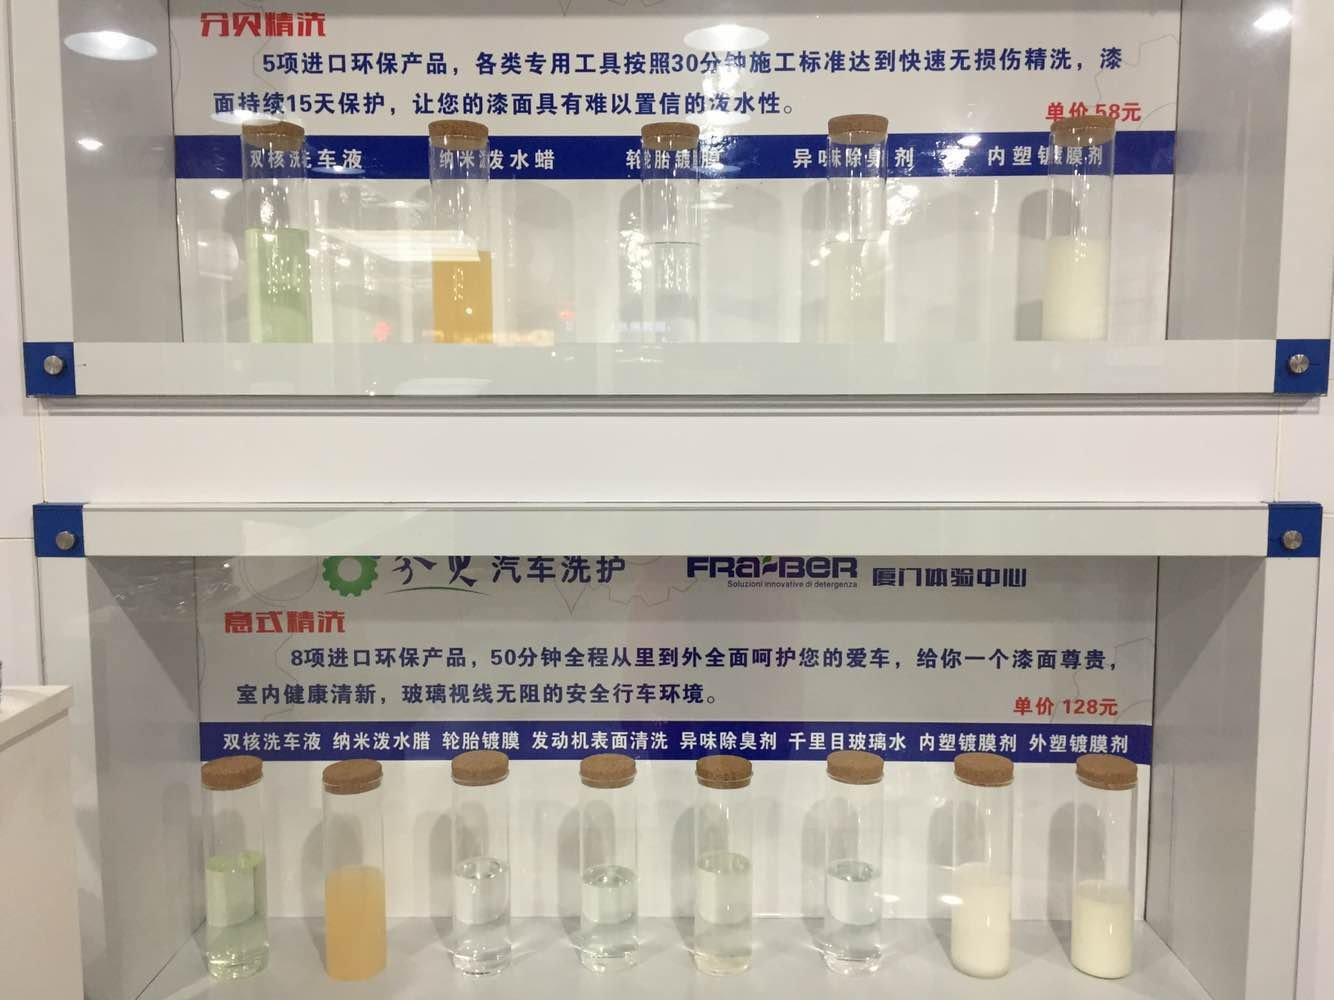 分贝精洗
5项进口环保产品，各类专用工具按照30分钟施工标准达到快速无损伤精洗，漆
面持续15天保护，让您的漆面具有难以置信的泼水性。
单价 58元
双核洗车液 纳米泼水蜡 轮胎镀膜 异味除臭剂 内塑镀膜剂
分贝汽车洗护 FRA-BER 厦门体验中心
Soluzioni innovative di detergenza
意式精洗
8项进口环保产品，50分钟全程从里到外全面呵护您的爱车，给你一个漆面尊贵，
室内健康清新，玻璃视线无阻的安全行车环境。
单价 128元
双核洗车液 纳米泼水腊 轮胎镀膜 发动机表面清洗 异味除臭剂 千里目玻璃水 内塑镀膜剂 外塑镀膜剂